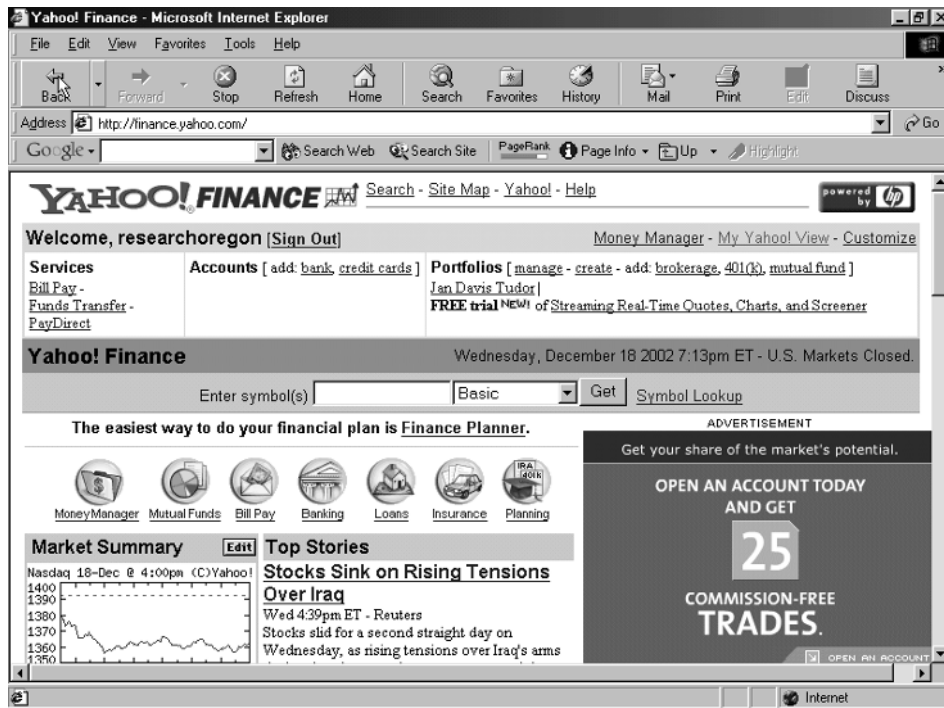 Yahoo! Finance - Microsoft Internet Explorer
File Edit View Favorites Tools Help
Back Forward Stop Refresh Home Search Favorites History Mail Print Edit Discuss
Address http://finance.yahoo.com/ Go
Google Search Web Search Site PageRank Page Info Up Highlight
YAHOO! FINANCE Search - Site Map - Yahoo! - Help powered by hp
Welcome, researchoregon [Sign Out] Money Manager - My Yahoo! View - Customize
Services Accounts [ add: bank, credit cards ] Portfolios [ manage - create - add: brokerage, 401(k), mutual fund ]
Bill Pay - Jan Davis Tudor|
Funds Transfer - FREE trial NEW! of Streaming Real-Time Quotes, Charts, and Screener
PayDirect
Yahoo! Finance Wednesday, December 18 2002 7:13pm ET - U.S. Markets Closed.
Enter symbol(s) Basic Get Symbol Lookup
The easiest way to do your financial plan is Finance Planner.
IRA
401k
MoneyManager Mutual Funds Bill Pay Banking Loans Insurance Planning
Market Summary Edit
Nasdaq 18-Dec @ 4:00pm (C)Yahoo!
1400
1390
1380
1370
1360
1350
Top Stories
Stocks Sink on Rising Tensions
Over Iraq
Wed 4:39pm ET - Reuters
Stocks slid for a second straight day on
Wednesday, as rising tensions over Iraq's arms
ADVERTISEMENT
Get your share of the market's potential.
OPEN AN ACCOUNT TODAY
AND GET
25
COMMISSION-FREE
TRADES.
OPEN AN ACCOUNT
Internet